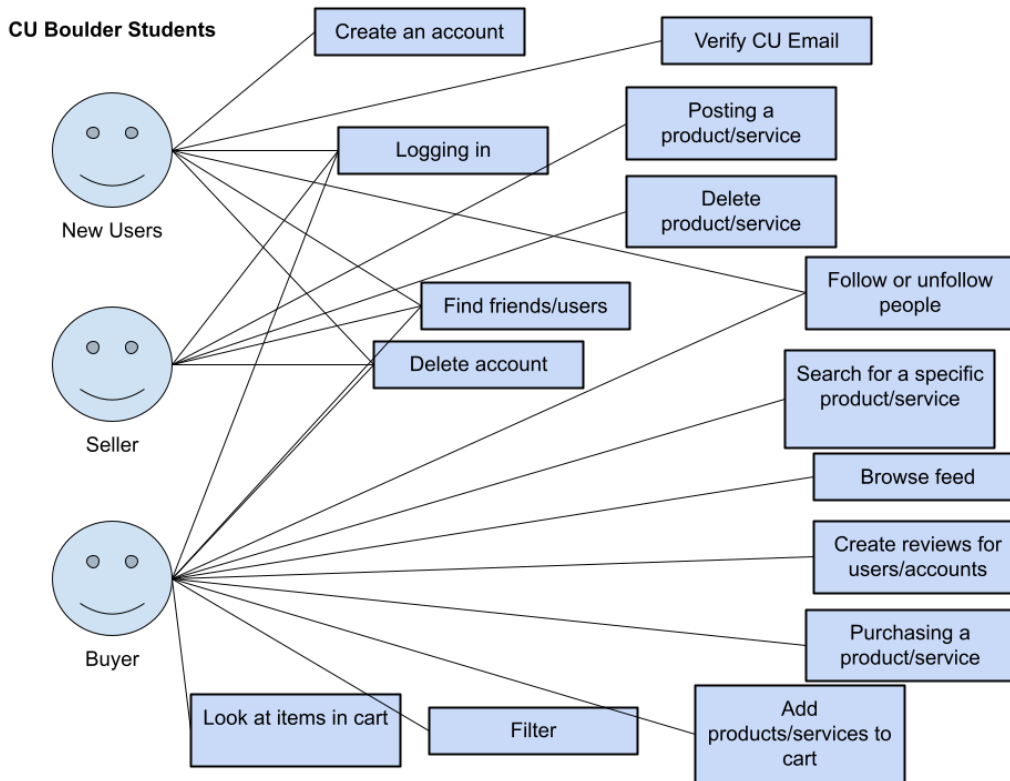 CU Boulder Students
Create an account
Verify CU Email
Posting a
product/service
Logging in
Delete
product/service
New Users
Follow or unfollow
people
Find friends/users
Delete account
Search for a specific
product/service
Seller
Browse feed
Create reviews for
users/accounts
Purchasing a
product/service
Buyer
Look at items in cart
Filter
Add
products/services to
cart